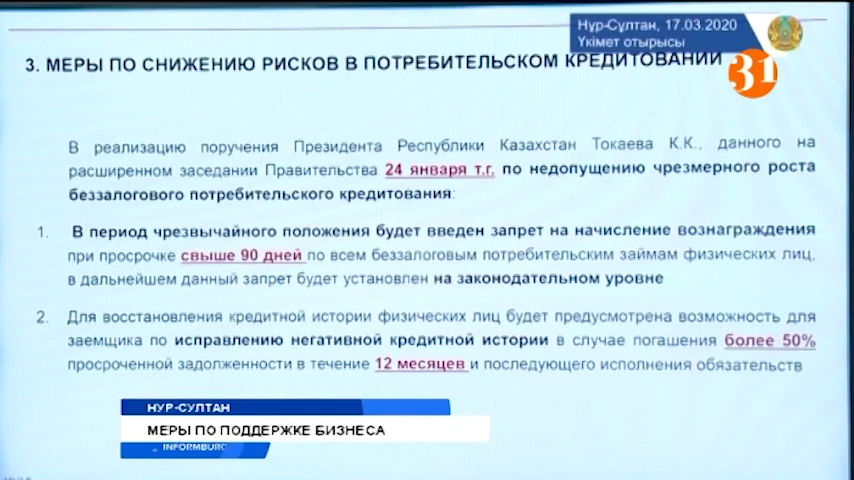 Нұр-Сұлтан, 17.03.2020
Үкімет отырысы
31
3. МЕРЫ ПО СНИЖЕНИЮ РИСКОВ В ПОТРЕБИТЕЛЬСКОМ КРЕДИТОВАНИИ
В реализацию поручения Президента Республики Казахстан Токаева К.К., данного на
расширенном заседании Правительства 24 января т.г. по недопущению чрезмерного роста
беззалогового потребительского кредитования:
1. В период чрезвычайного положения будет введен запрет на начисление вознаграждения
при просрочке свыше 90 дней по всем беззалоговым потребительским займам физических лиц,
в дальнейшем данный запрет будет установлен на законодательном уровне
2. Для восстановления кредитной истории физических лиц будет предусмотрена возможность для
заемщика по исправлению негативной кредитной истории в случае погашения более 50%
просроченной задолженности в течение 12 месяцев и последующего исполнения обязательств
НУР-СУЛТАН
МЕРЫ ПО ПОДДЕРЖКЕ БИЗНЕСА
INFORMBURO